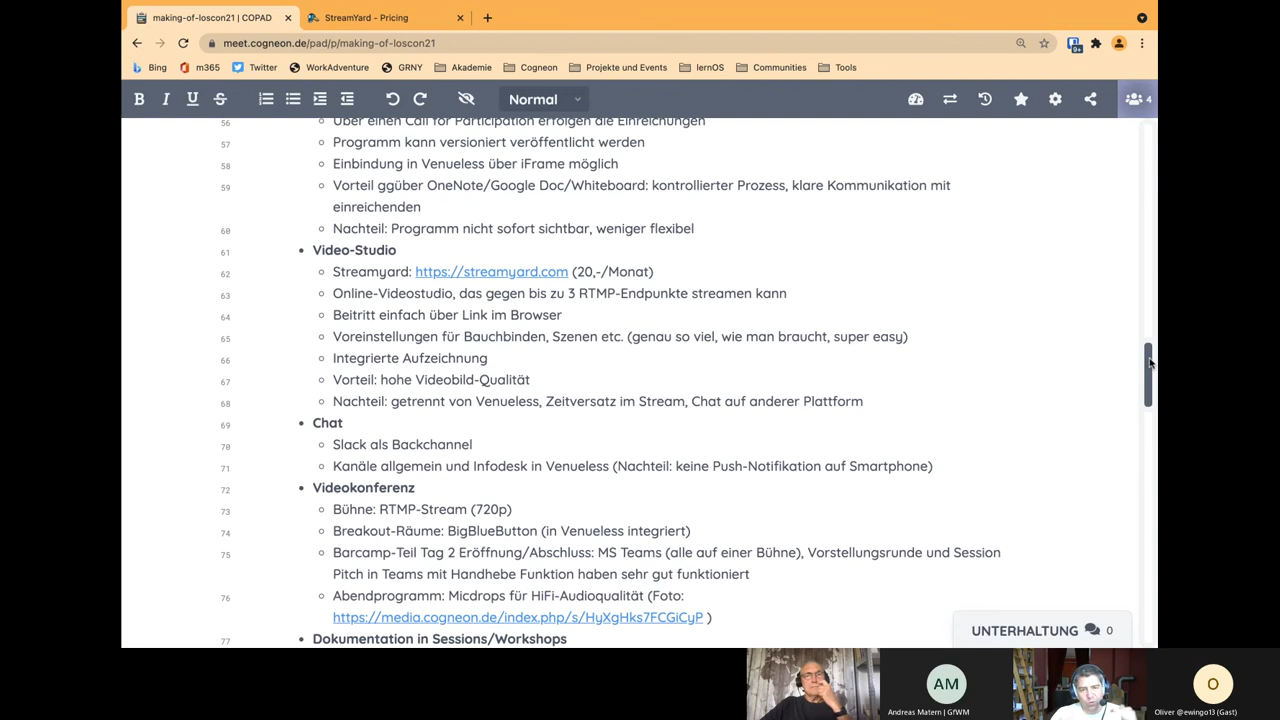 making-of-loscon21 | COPAD
StreamYard - Pricing
meet.cogneon.de/pad/p/making-of-loscon21
9+
Bing
m365
Twitter
WorkAdventure
GRNY
Akademie
Cogneon
Projekte und Events
lernOS
Communities
Tools
B I U S
Normal
4
56 Über einen Call for Participation erfolgen die Einreichungen
57 Programm kann versioniert veröffentlicht werden
58 Einbindung in Venueless über iFrame möglich
59 Vorteil ggüber OneNote/Google Doc/Whiteboard: kontrollierter Prozess, klare Kommunikation mit
einreichenden
60 Nachteil: Programm nicht sofort sichtbar, weniger flexibel
61 Video-Studio
62 Streamyard: https://streamyard.com (20,-/Monat)
63 Online-Videostudio, das gegen bis zu 3 RTMP-Endpunkte streamen kann
64 Beitritt einfach über Link im Browser
65 Voreinstellungen für Bauchbinden, Szenen etc. (genau so viel, wie man braucht, super easy)
66 Integrierte Aufzeichnung
67 Vorteil: hohe Videobild-Qualität
68 Nachteil: getrennt von Venueless, Zeitversatz im Stream, Chat auf anderer Plattform
69 Chat
70 Slack als Backchannel
71 Kanäle allgemein und Infodesk in Venueless (Nachteil: keine Push-Notifikation auf Smartphone)
72 Videokonferenz
73 Bühne: RTMP-Stream (720p)
74 Breakout-Räume: BigBlueButton (in Venueless integriert)
75 Barcamp-Teil Tag 2 Eröffnung/Abschluss: MS Teams (alle auf einer Bühne), Vorstellungsrunde und Session
Pitch in Teams mit Handhebe Funktion haben sehr gut funktioniert
76 Abendprogramm: Micdrops für HiFi-Audioqualität (Foto:
https://media.cogneon.de/index.php/s/HyXgHks7FCGiCyP )
77 Dokumentation in Sessions/Workshops
UNTERHALTUNG 0
AM
O
Andreas Matern | GfWM
Oliver @ewingo13 (Gast)